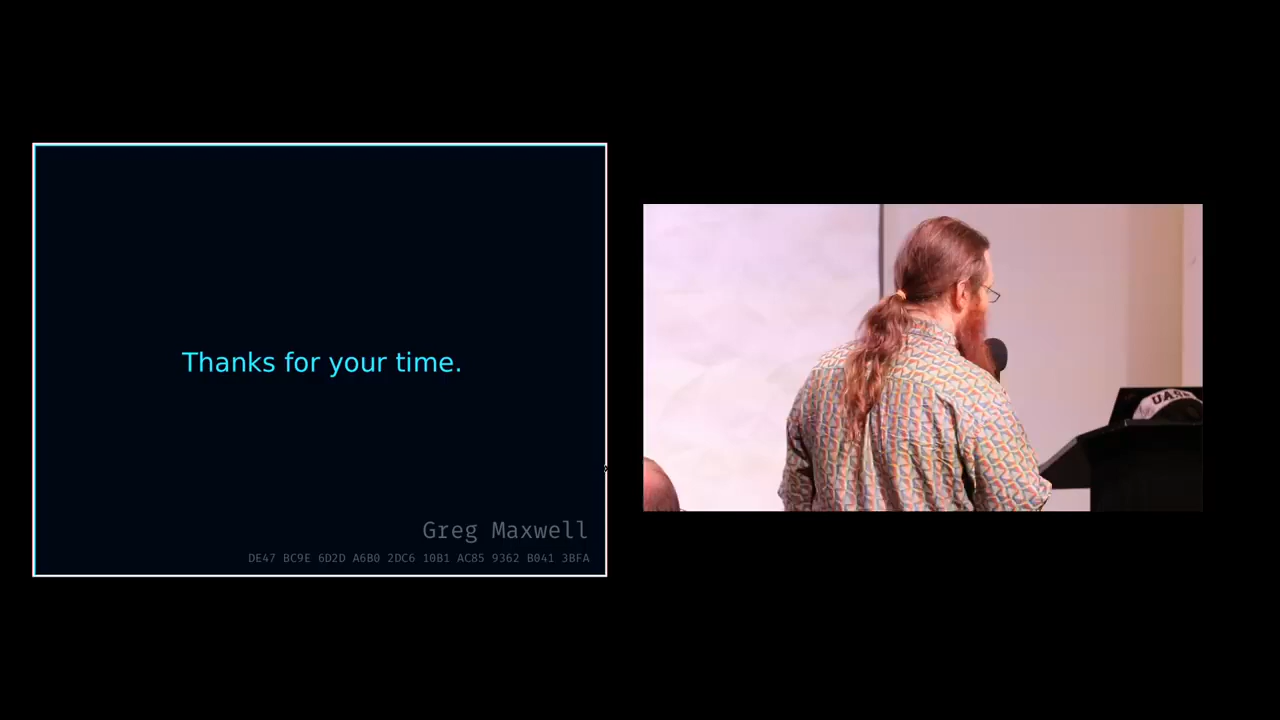 Thanks for your time.
Greg Maxwell
DE47 BC9E 6D2D A6B0 2DC6 10B1 AC85 9362 B041 3BFA